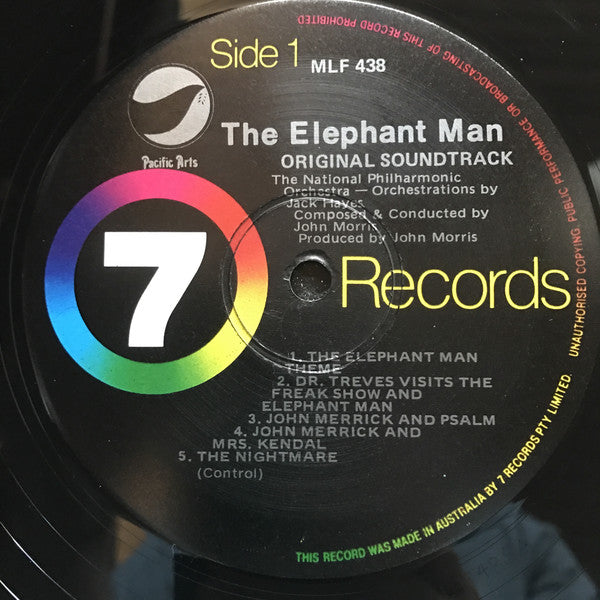 Side 1
MLF 438
Pacific Arts
The Elephant Man
ORIGINAL SOUNDTRACK
The National Philharmonic
Orchestra — Orchestrations by
Jack Hayes
Composed & Conducted by
John Morris
Produced by John Morris
7
Records
1. THE ELEPHANT MAN
THEME
2. DR. TREVES VISITS THE
FREAK SHOW AND
ELEPHANT MAN
3. JOHN MERRICK AND PSALM
4. JOHN MERRICK AND
MRS. KENDAL
5. THE NIGHTMARE
(Control)
THIS RECORD WAS MADE IN AUSTRALIA BY 7 RECORDS PTY LIMITED. UNAUTHORISED COPYING, PUBLIC PERFORMANCE OR BROADCASTING OF THIS RECORD PROHIBITED